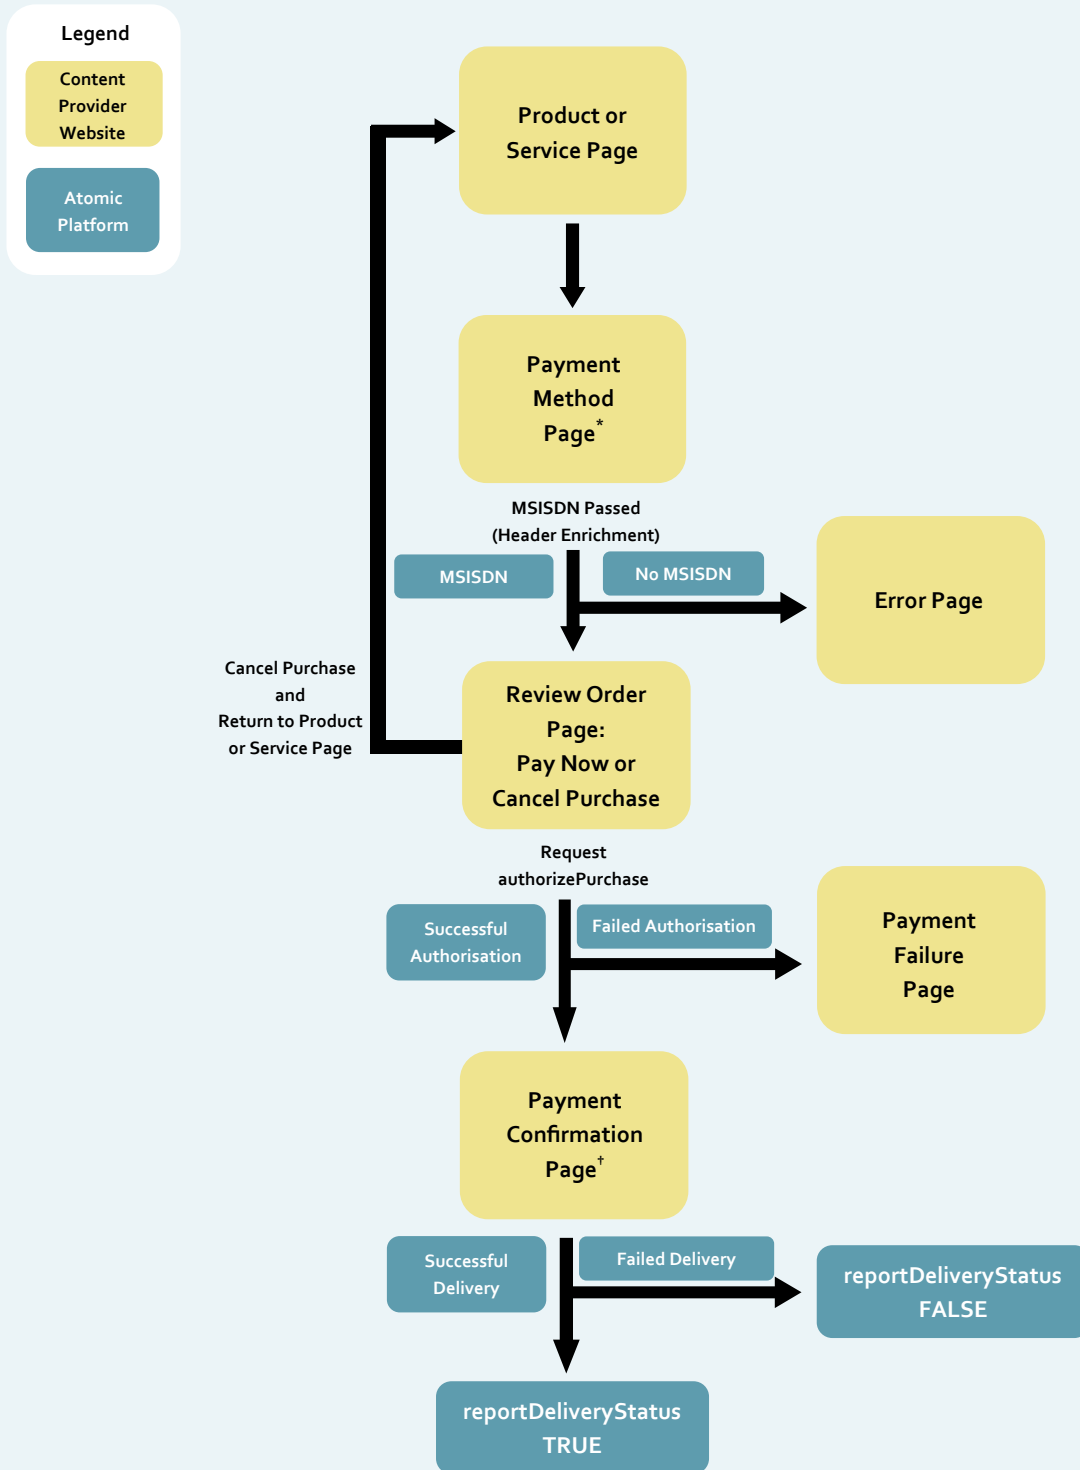 Legend
Content
Provider
Website
Atomic
Platform
Product or
Service Page
Payment
Method
Page*
MSISDN Passed
(Header Enrichment)
MSISDN
No MSISDN
Error Page
Cancel Purchase
and
Return to Product
or Service Page
Review Order
Page:
Pay Now or
Cancel Purchase
Request
authorizePurchase
Successful
Authorisation
Failed Authorisation
Payment
Failure
Page
Payment
Confirmation
Page†
Successful
Delivery
Failed Delivery
reportDeliveryStatus
FALSE
reportDeliveryStatus
TRUE